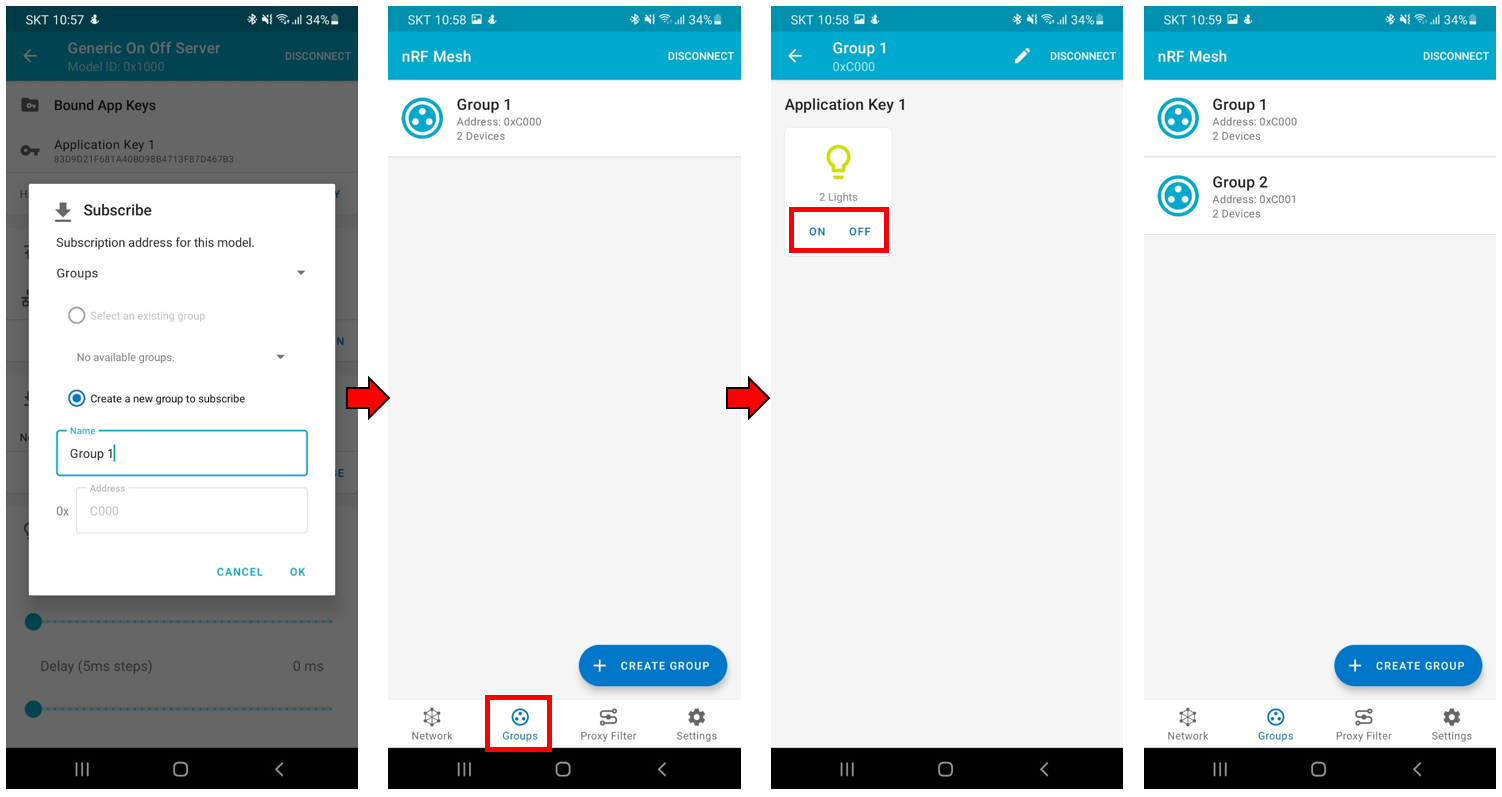 SKT 10:57 34%
Generic On Off Server
Model ID: 0x1000
DISCONNECT
Bound App Keys
Application Key 1
83D9D21F681A40BD98B4713F87D467B3
H
Y
Subscribe
Subscription address for this model.
Groups
Select an existing group
No available groups.
N
Create a new group to subscribe
Name
Group 1
E
Address
0x C000
CANCEL OK
Delay (5ms steps) 0 ms
SKT 10:58 34%
nRF Mesh DISCONNECT
Group 1
Address: 0xC000
2 Devices
CREATE GROUP
Network Groups Proxy Filter Settings
SKT 10:58 34%
Group 1
0xC000
DISCONNECT
Application Key 1
2 Lights
ON OFF
SKT 10:59 34%
nRF Mesh DISCONNECT
Group 1
Address: 0xC000
2 Devices
Group 2
Address: 0xC001
2 Devices
CREATE GROUP
Network Groups Proxy Filter Settings